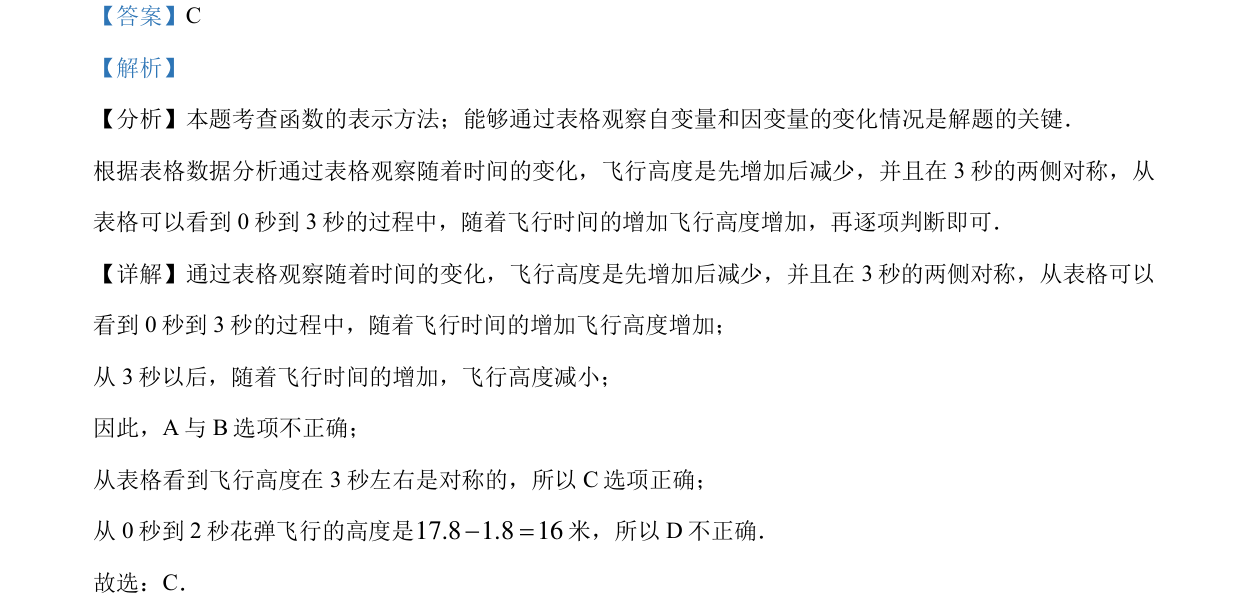 【答案】C
【解析】
【分析】本题考查函数的表示方法；能够通过表格观察自变量和因变量的变化情况是解题的关键．
根据表格数据分析通过表格观察随着时间的变化，飞行高度是先增加后减少，并且在 3 秒的两侧对称，从
表格可以看到 0 秒到 3 秒的过程中，随着飞行时间的增加飞行高度增加，再逐项判断即可．
【详解】通过表格观察随着时间的变化，飞行高度是先增加后减少，并且在 3 秒的两侧对称，从表格可以
看到 0 秒到 3 秒的过程中，随着飞行时间的增加飞行高度增加；
从 3 秒以后，随着飞行时间的增加，飞行高度减小；
因此，A 与 B 选项不正确；
从表格看到飞行高度在 3 秒左右是对称的，所以 C 选项正确；
从 0 秒到 2 秒花弹飞行的高度是17.8−1.8=16 米，所以 D 不正确．
故选：C．